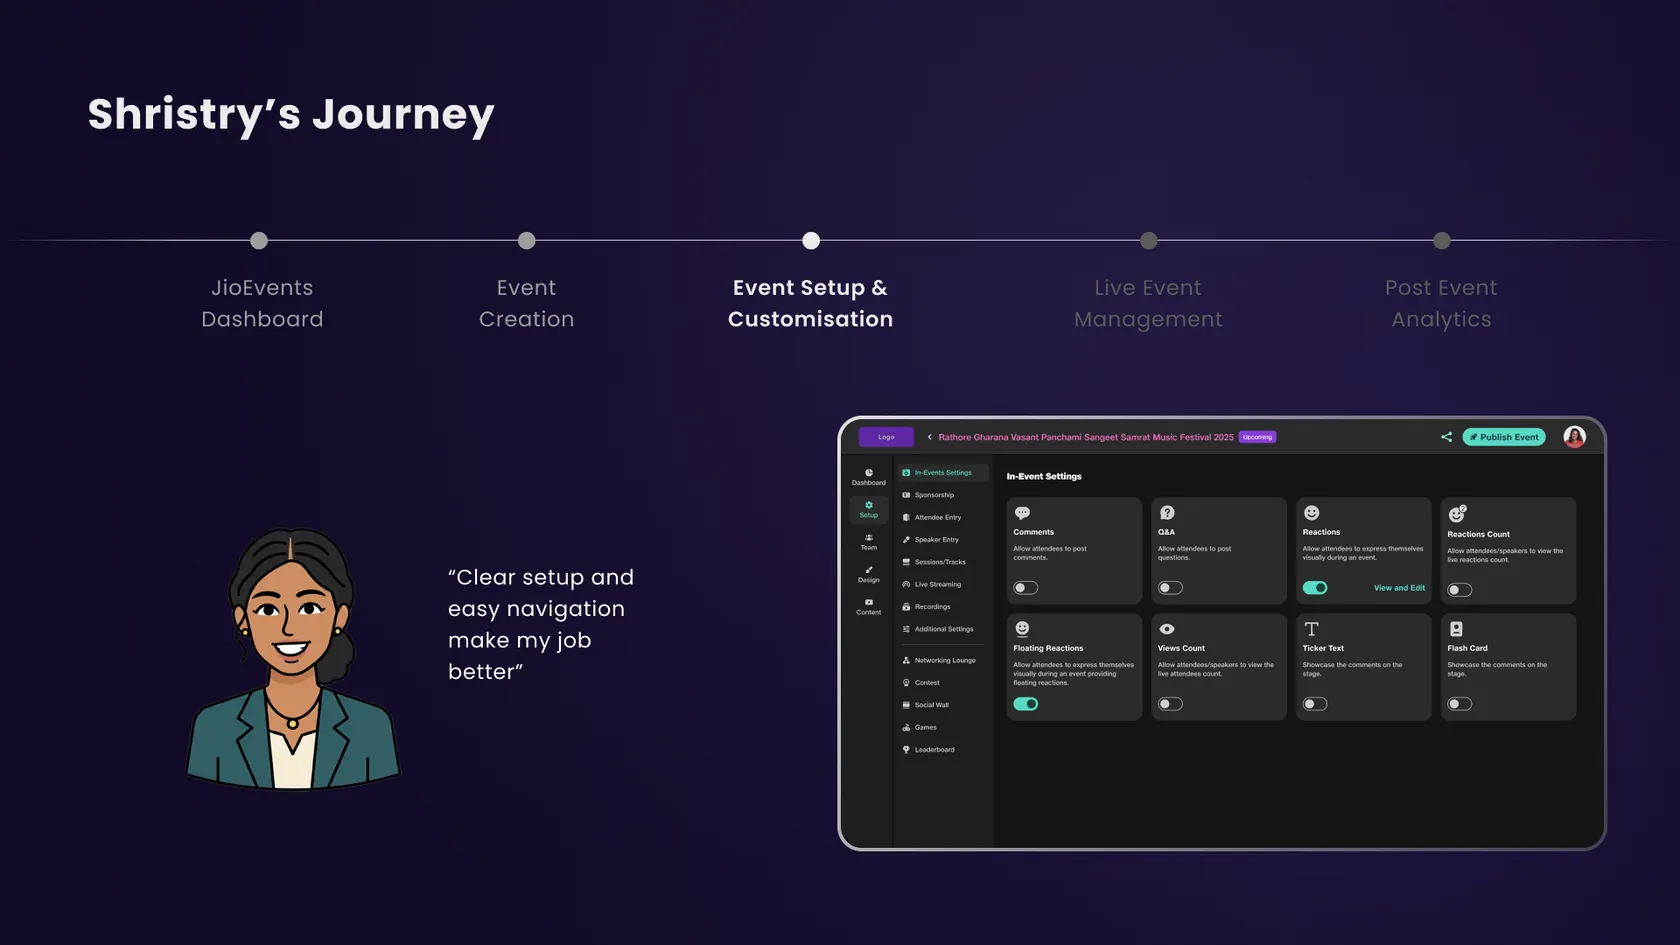 Shristry’s Journey
JioEvents
Dashboard
Event
Creation
Event Setup &
Customisation
Live Event
Management
Post Event
Analytics
“Clear setup and
easy navigation
make my job
better”
Logo
Rathore Gharana Vasant Panchami Sangeet Samrat Music Festival 2025
Upcoming
Publish Event
Dashboard
Setup
Team
Design
Content
In-Events Settings
Sponsorship
Attendee Entry
Speaker Entry
Sessions/Tracks
Live Streaming
Recordings
Additional Settings
Networking Lounge
Contest
Social Wall
Games
Leaderboard
In-Event Settings
Comments
Allow attendees to post
comments.
Q&A
Allow attendees to post
questions.
Reactions
Allow attendees to express themselves
visually during an event.
View and Edit
2
Reactions Count
Allow attendees/speakers to view the
live reactions count.
Floating Reactions
Allow attendees to express themselves
visually during an event providing
floating reactions.
Views Count
Allow attendees/speakers to view the
live attendees count.
Ticker Text
Showcase the comments on the
stage.
Flash Card
Showcase the comments on the
stage.